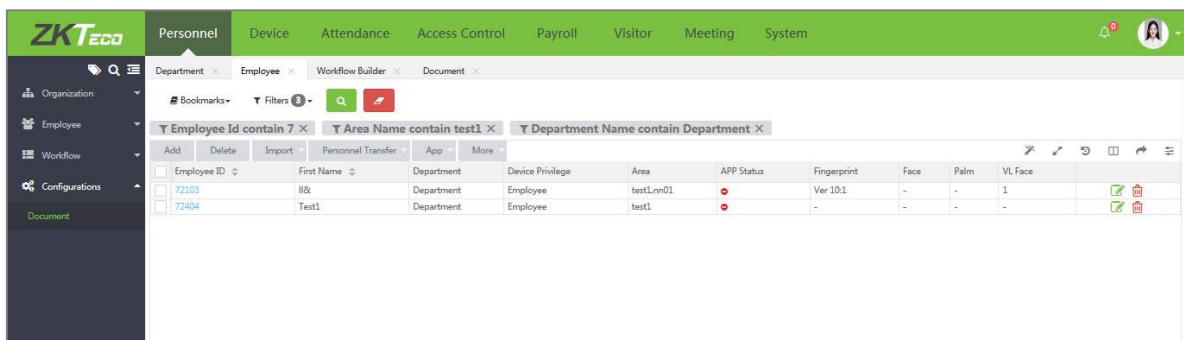 ZKTeco Personnel Device Attendance Access Control Payroll Visitor Meeting System 0
Department × Employee × Workflow Builder × Document ×
Organization
Bookmarks Filters 3
Employee
Employee Id contain 7 × Area Name contain test1 × Department Name contain Department ×
Workflow
Add Delete Import Personnel Transfer App More
Employee ID First Name Department Device Privilege Area APP Status Fingerprint Face Palm VL Face
Configurations
72103 ll& Department Employee test1,nn01 Ver 10:1 - - 1
72404 Test1 Department Employee test1 - - - -
Document